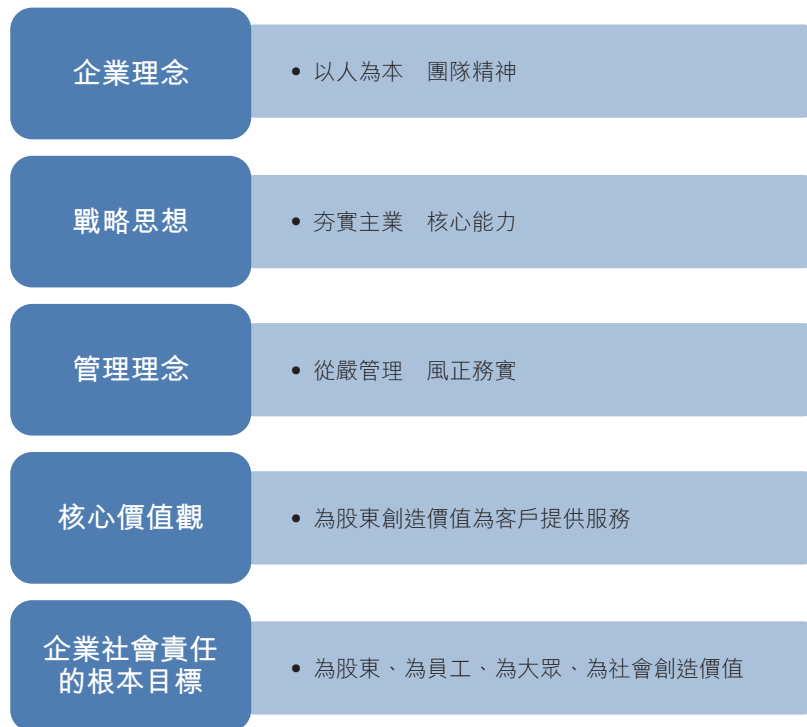 企業理念
• 以人為本　團隊精神
戰略思想
• 夯實主業　核心能力
管理理念
• 從嚴管理　風正務實
核心價值觀
• 為股東創造價值為客戶提供服務
企業社會責任
的根本目標
• 為股東、為員工、為大眾、為社會創造價值